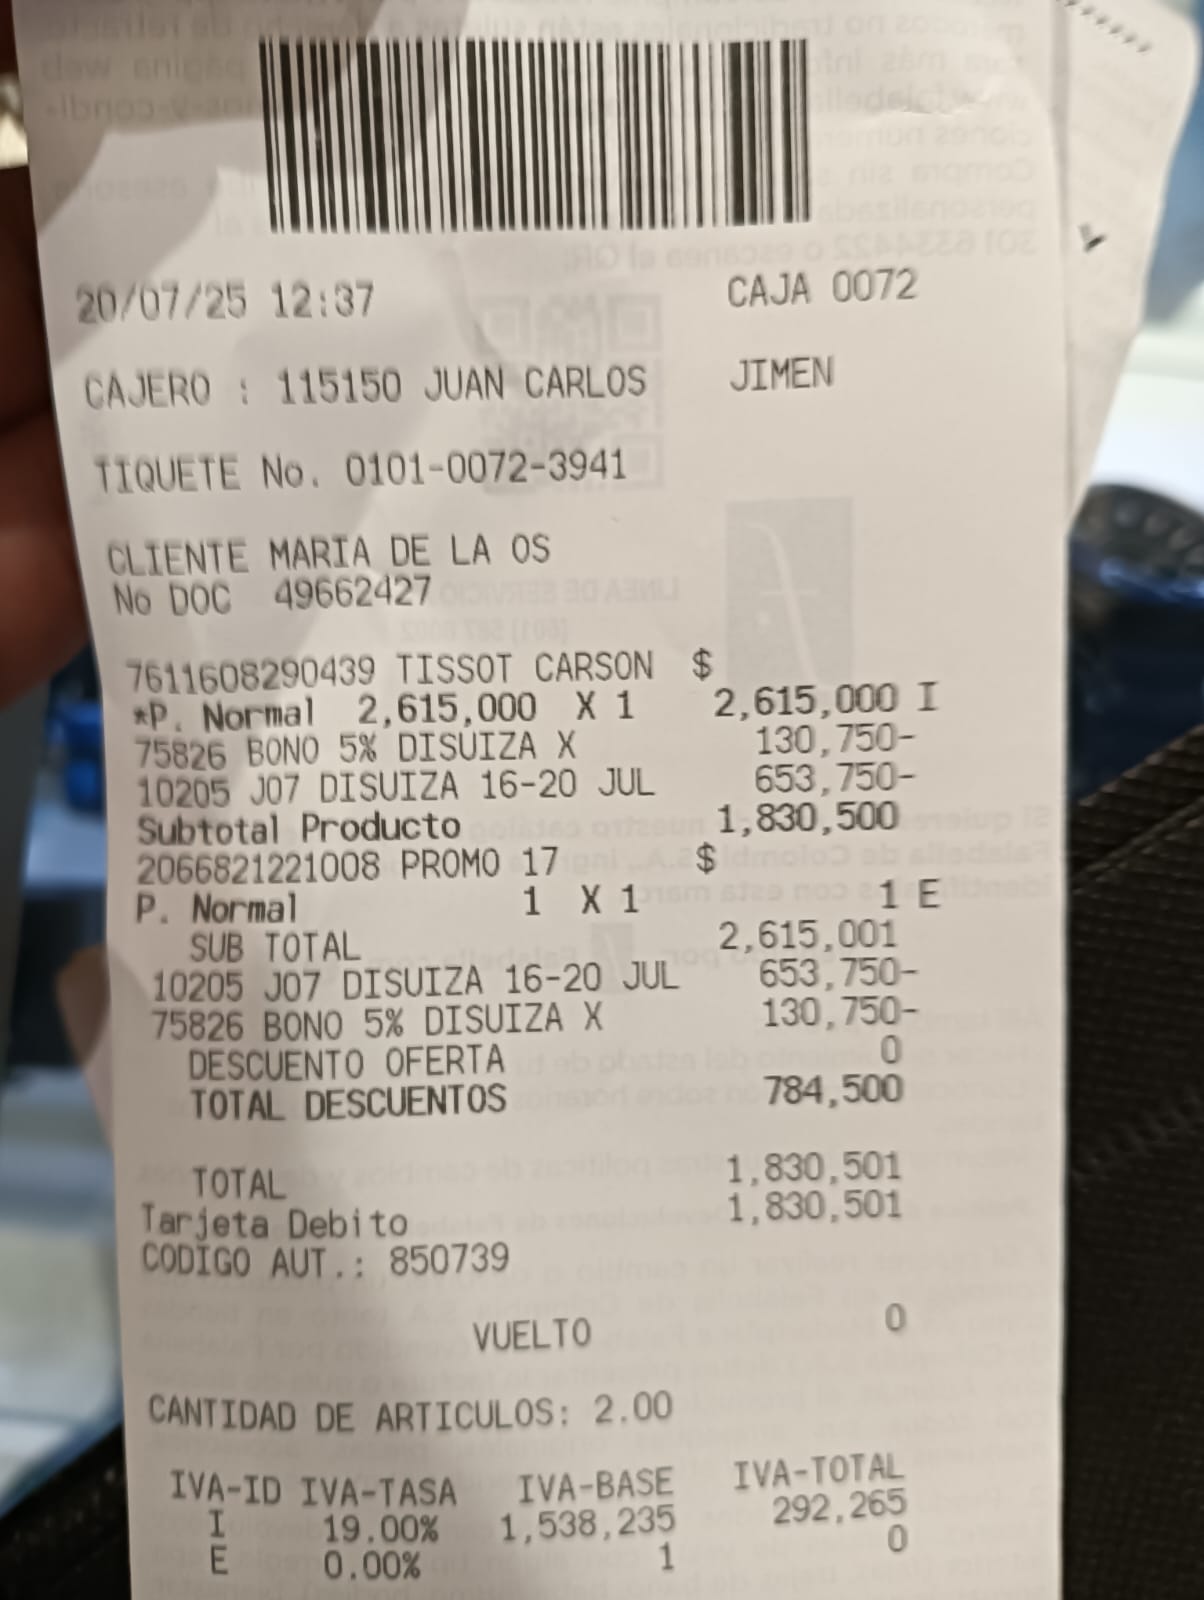 20/07/25 12:37 CAJA 0072
CAJERO : 115150 JUAN CARLOS JIMEN
TIQUETE No. 0101-0072-3941
CLIENTE MARIA DE LA OS
No DOC 49662427
7611608290439 TISSOT CARSON $
*P. Normal 2,615,000 X 1 2,615,000 I
75826 BONO 5% DISUIZA X 130,750-
10205 J07 DISUIZA 16-20 JUL 653,750-
Subtotal Producto 1,830,500
2066821221008 PROMO 17 $
P. Normal 1 X 1 1 E
SUB TOTAL 2,615,001
10205 J07 DISUIZA 16-20 JUL 653,750-
75826 BONO 5% DISUIZA X 130,750-
DESCUENTO OFERTA 0
TOTAL DESCUENTOS 784,500
TOTAL 1,830,501
Tarjeta Debito 1,830,501
CODIGO AUT.: 850739
VUELTO 0
CANTIDAD DE ARTICULOS: 2.00
IVA-ID IVA-TASA IVA-BASE IVA-TOTAL
I 19.00% 1,538,235 292,265
E 0.00% 1 0